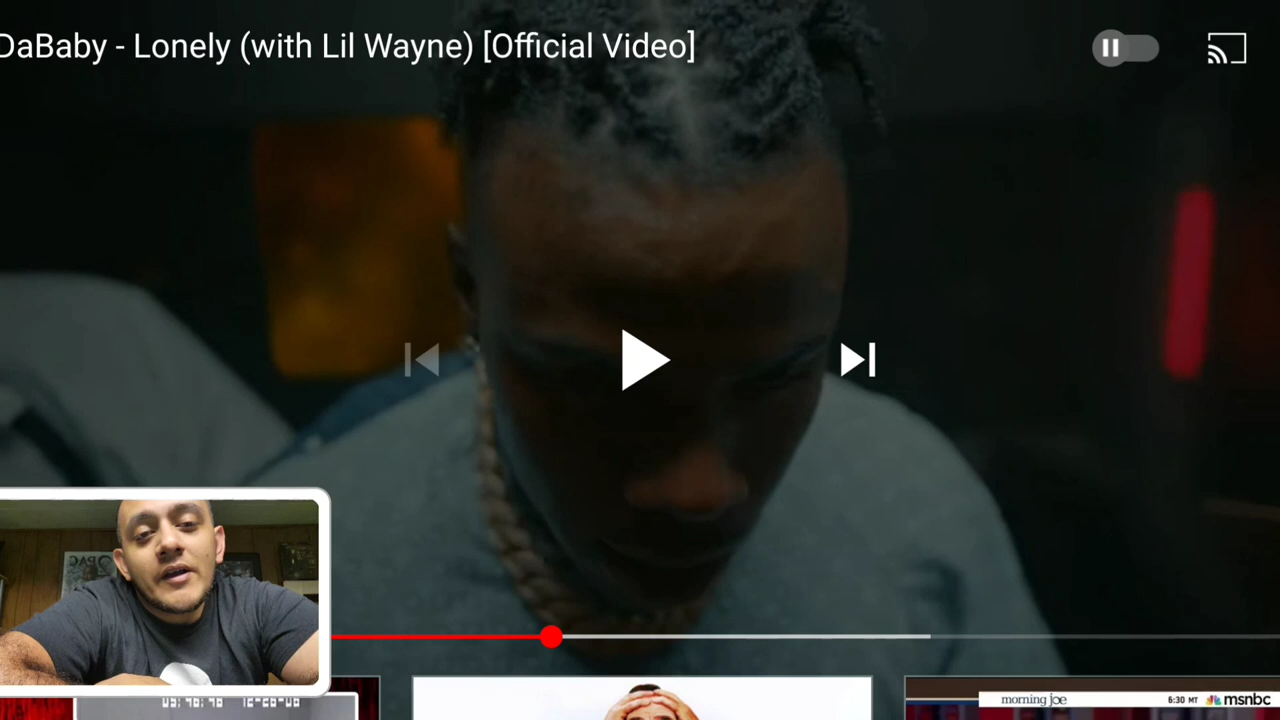 DaBaby - Lonely (with Lil Wayne) [Official Video]
morning joe
6:30 MT
msnbc